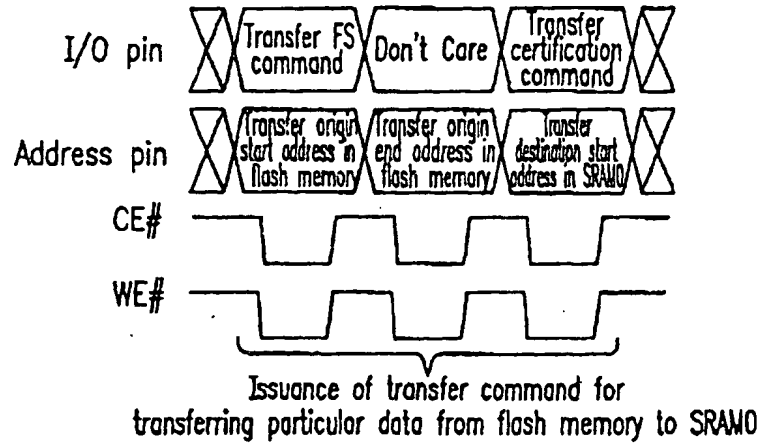 I/O pin
Transfer FS
command
Don't Care
Transfer
certification
command
Address pin
Transfer origin
start address in
flash memory
Transfer origin
end address in
flash memory
Transfer
destination start
address in SRAM0
CE#
WE#
Issuance of transfer command for
transferring particular data from flash memory to SRAM0